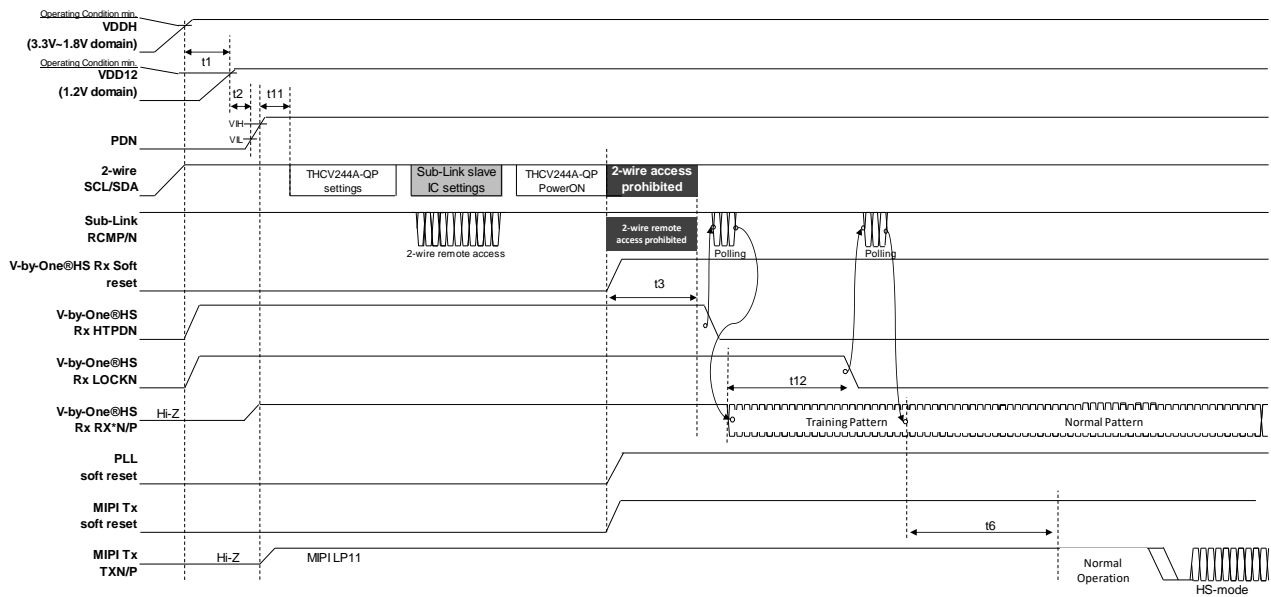 Operating Condition min.
VDDH
(3.3V~1.8V domain)
t1
Operating Condition min.
VDD12
(1.2V domain)
t2
t11
VIH
VIL
PDN
2-wire
SCL/SDA
THCV244A-QP
settings
Sub-Link slave
IC settings
THCV244A-QP
PowerON
2-wire access
prohibited
Sub-Link
RCMP/N
2-wire remote access
2-wire remote
access prohibited
Polling
Polling
V-by-One®HS Rx Soft
reset
t3
V-by-One®HS
Rx HTPDN
V-by-One®HS
Rx LOCKN
t12
V-by-One®HS
Rx RX*N/P
Hi-Z
Training Pattern
Normal Pattern
PLL
soft reset
MIPI Tx
soft reset
t6
MIPI Tx
TXN/P
Hi-Z
MIPI LP11
Normal
Operation
HS-mode